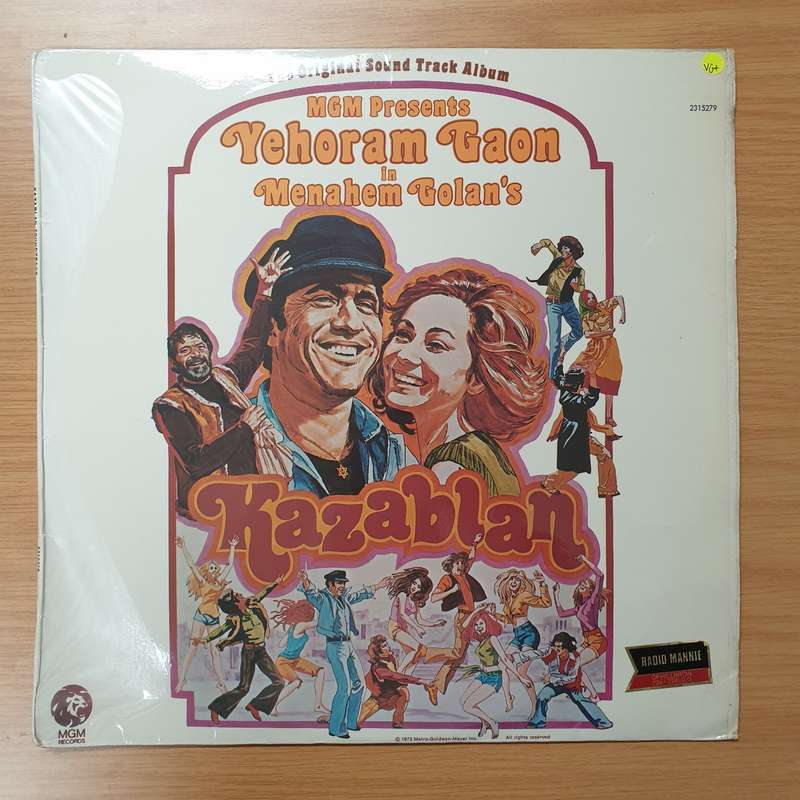 Original Sound Track Album
VG+
MGM Presents
2315279
Yehoram Gaon
in
Menahem Golan's
Kazablan
RADIO MANNIE
MGM
RECORDS
© 1973 Metro-Goldwyn-Mayer Inc. All rights reserved